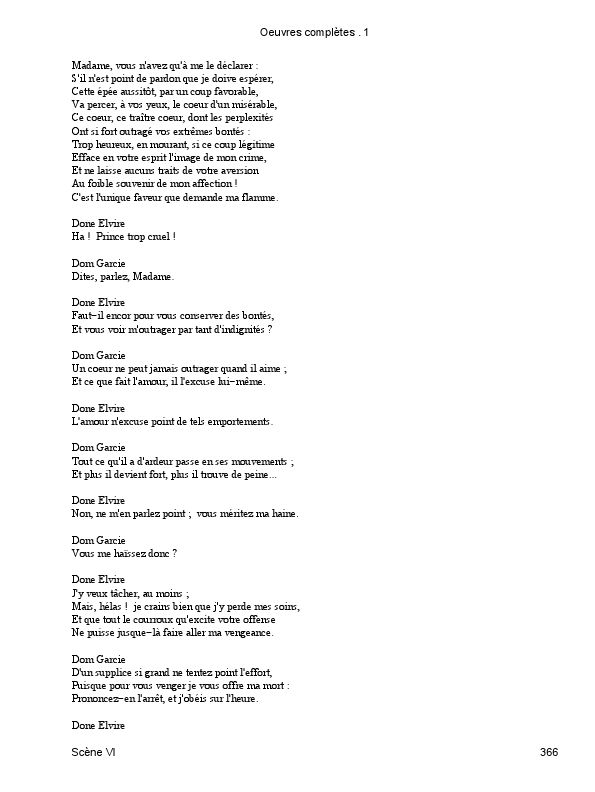 Oeuvres complètes . 1
Madame, vous n'avez qu'à me le déclarer :
S'il n'est point de pardon que je doive espérer,
Cette épée aussitôt, par un coup favorable,
Va percer, à vos yeux, le coeur d'un misérable,
Ce coeur, ce traître coeur, dont les perplexités
Ont si fort outragé vos extrêmes bontés :
Trop heureux, en mourant, si ce coup légitime
Efface en votre esprit l'image de mon crime,
Et ne laisse aucuns traits de votre aversion
Au foible souvenir de mon affection !
C'est l'unique faveur que demande ma flamme.
Done Elvire
Ha !  Prince trop cruel !
Dom Garcie
Dites, parlez, Madame.
Done Elvire
Faut−il encor pour vous conserver des bontés,
Et vous voir m'outrager par tant d'indignités ?
Dom Garcie
Un coeur ne peut jamais outrager quand il aime ;
Et ce que fait l'amour, il l'excuse lui−même.
Done Elvire
L'amour n'excuse point de tels emportements.
Dom Garcie
Tout ce qu'il a d'ardeur passe en ses mouvements ;
Et plus il devient fort, plus il trouve de peine...
Done Elvire
Non, ne m'en parlez point ;  vous méritez ma haine.
Dom Garcie
Vous me haïssez donc ?
Done Elvire
J'y veux tâcher, au moins ;
Mais, hélas !  je crains bien que j'y perde mes soins,
Et que tout le courroux qu'excite votre offense
Ne puisse jusque−là faire aller ma vengeance.
Dom Garcie
D'un supplice si grand ne tentez point l'effort,
Puisque pour vous venger je vous offre ma mort :
Prononcez−en l'arrêt, et j'obéis sur l'heure.
Done Elvire
Scène VI 366